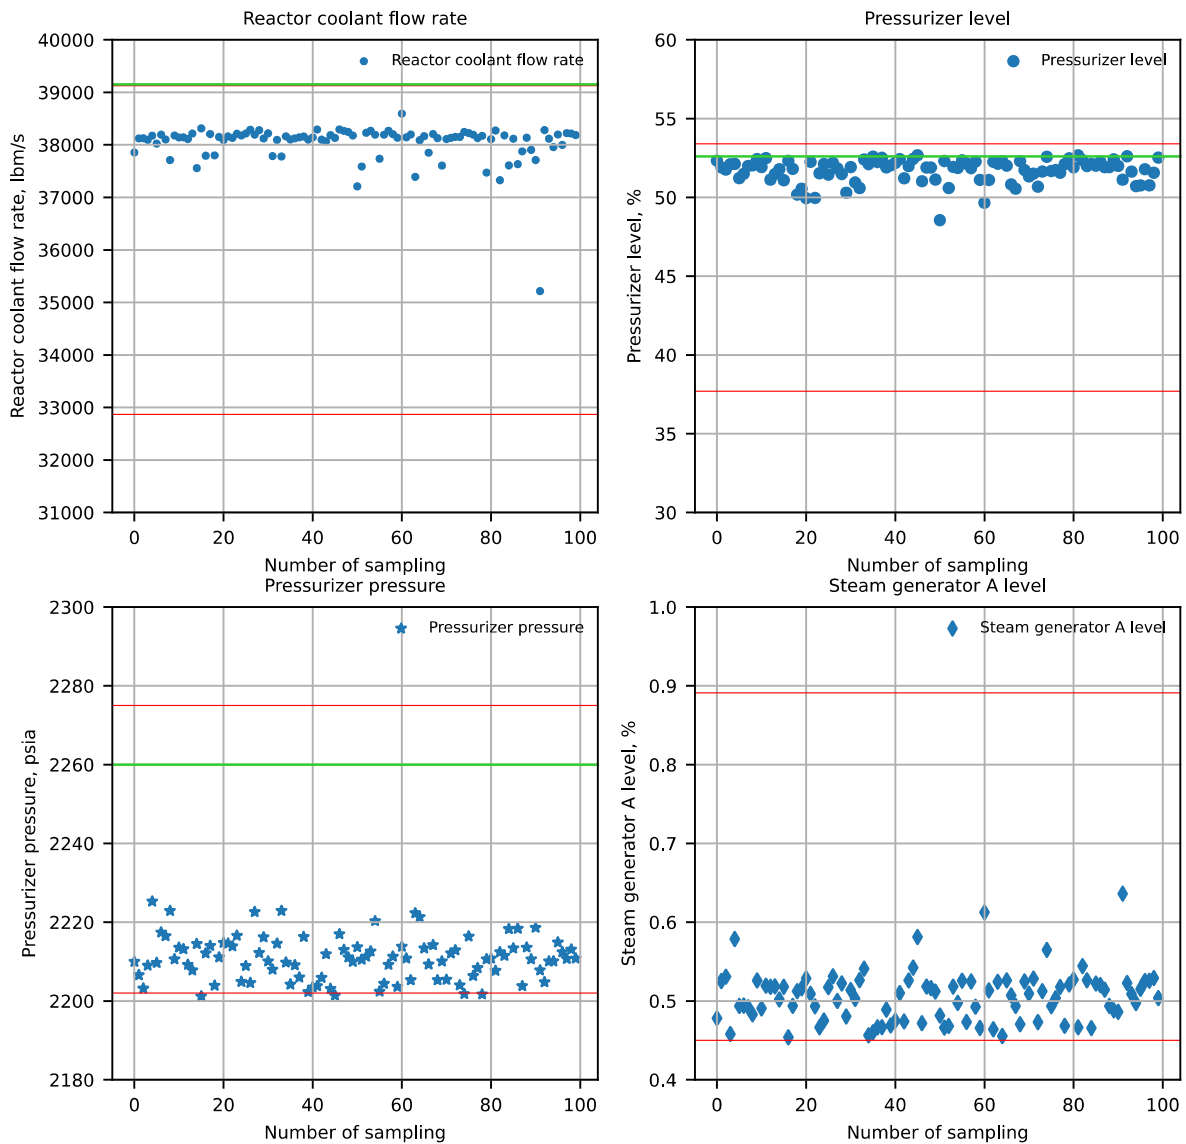 Reactor coolant flow rate
Reactor coolant flow rate
Reactor coolant flow rate, lbm/s
40000
39000
38000
37000
36000
35000
34000
33000
32000
31000
0 20 40 60 80 100
Number of sampling
Pressurizer level
Pressurizer level
Pressurizer level, %
60
55
50
45
40
35
30
0 20 40 60 80 100
Number of sampling
Pressurizer pressure
Pressurizer pressure
Pressurizer pressure, psia
2300
2280
2260
2240
2220
2200
2180
0 20 40 60 80 100
Number of sampling
Steam generator A level
Steam generator A level
Steam generator A level, %
1.0
0.9
0.8
0.7
0.6
0.5
0.4
0 20 40 60 80 100
Number of sampling